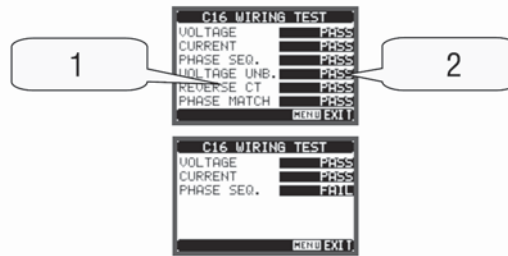 C16 WIRING TEST
VOLTAGE PASS
CURRENT PASS
PHASE SEQ. PASS
VOLTAGE UNB. PASS
REVERSE CT PASS
PHASE MATCH PASS
MENU EXIT
1
2
C16 WIRING TEST
VOLTAGE PASS
CURRENT PASS
PHASE SEQ. FAIL
MENU EXIT